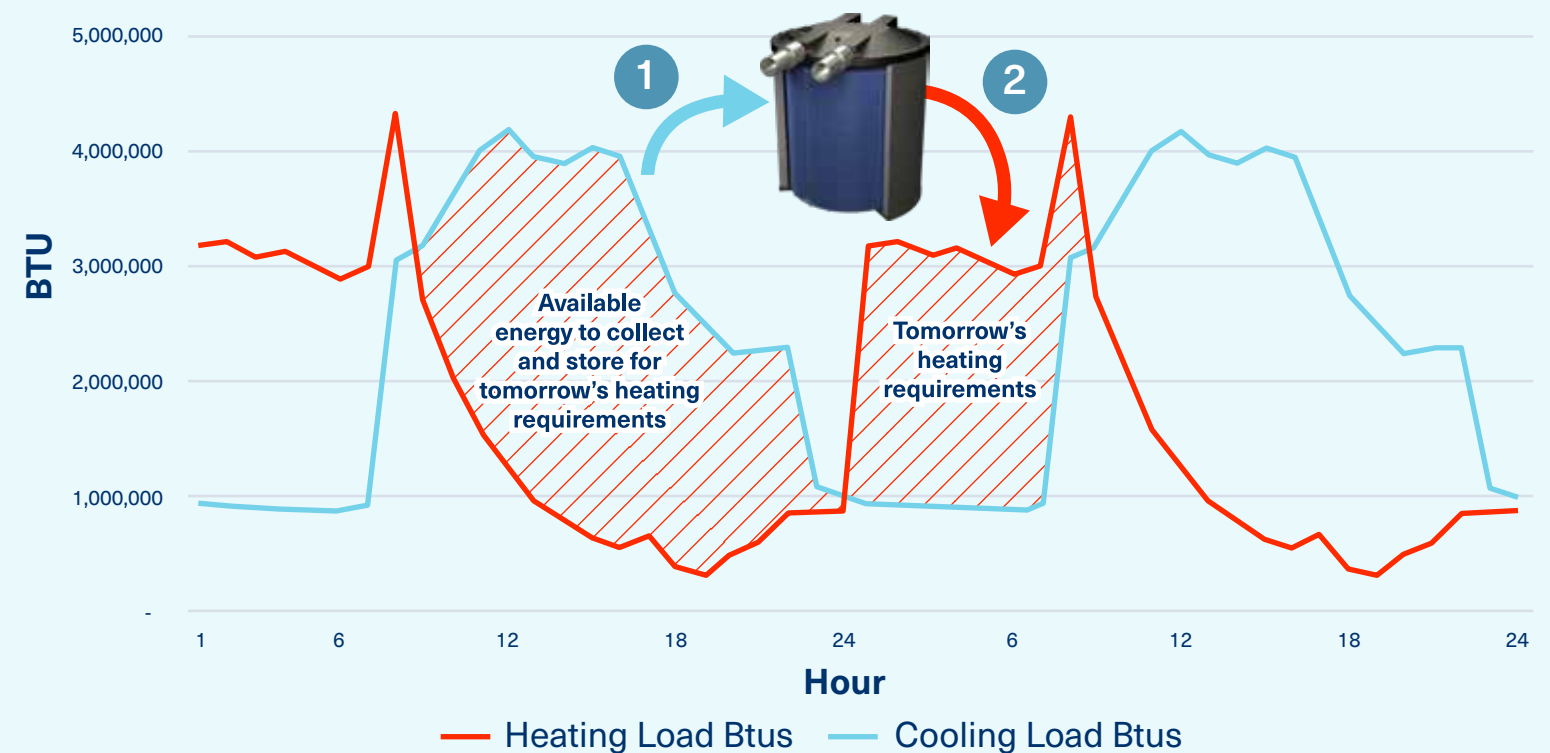 5,000,000
4,000,000
3,000,000
2,000,000
1,000,000
-
BTU
1
2
Available
energy to collect
and store for
tomorrow's heating
requirements
Tomorrow's
heating
requirements
1 6 12 18 24 6 12 18 24
Hour
Heating Load Btus Cooling Load Btus